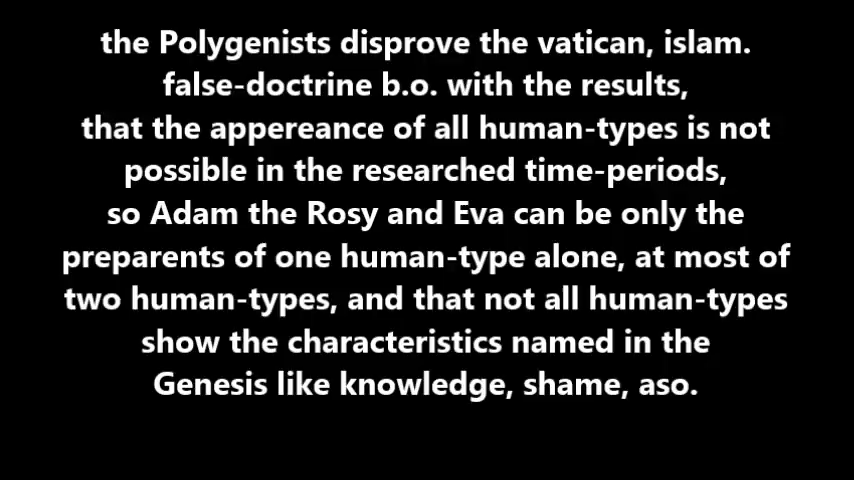 the Polygenists disprove the vatican, islam.
false-doctrine b.o. with the results,
that the appereance of all human-types is not
possible in the researched time-periods,
so Adam the Rosy and Eva can be only the
preparents of one human-type alone, at most of
two human-types, and that not all human-types
show the characteristics named in the
Genesis like knowledge, shame, aso.